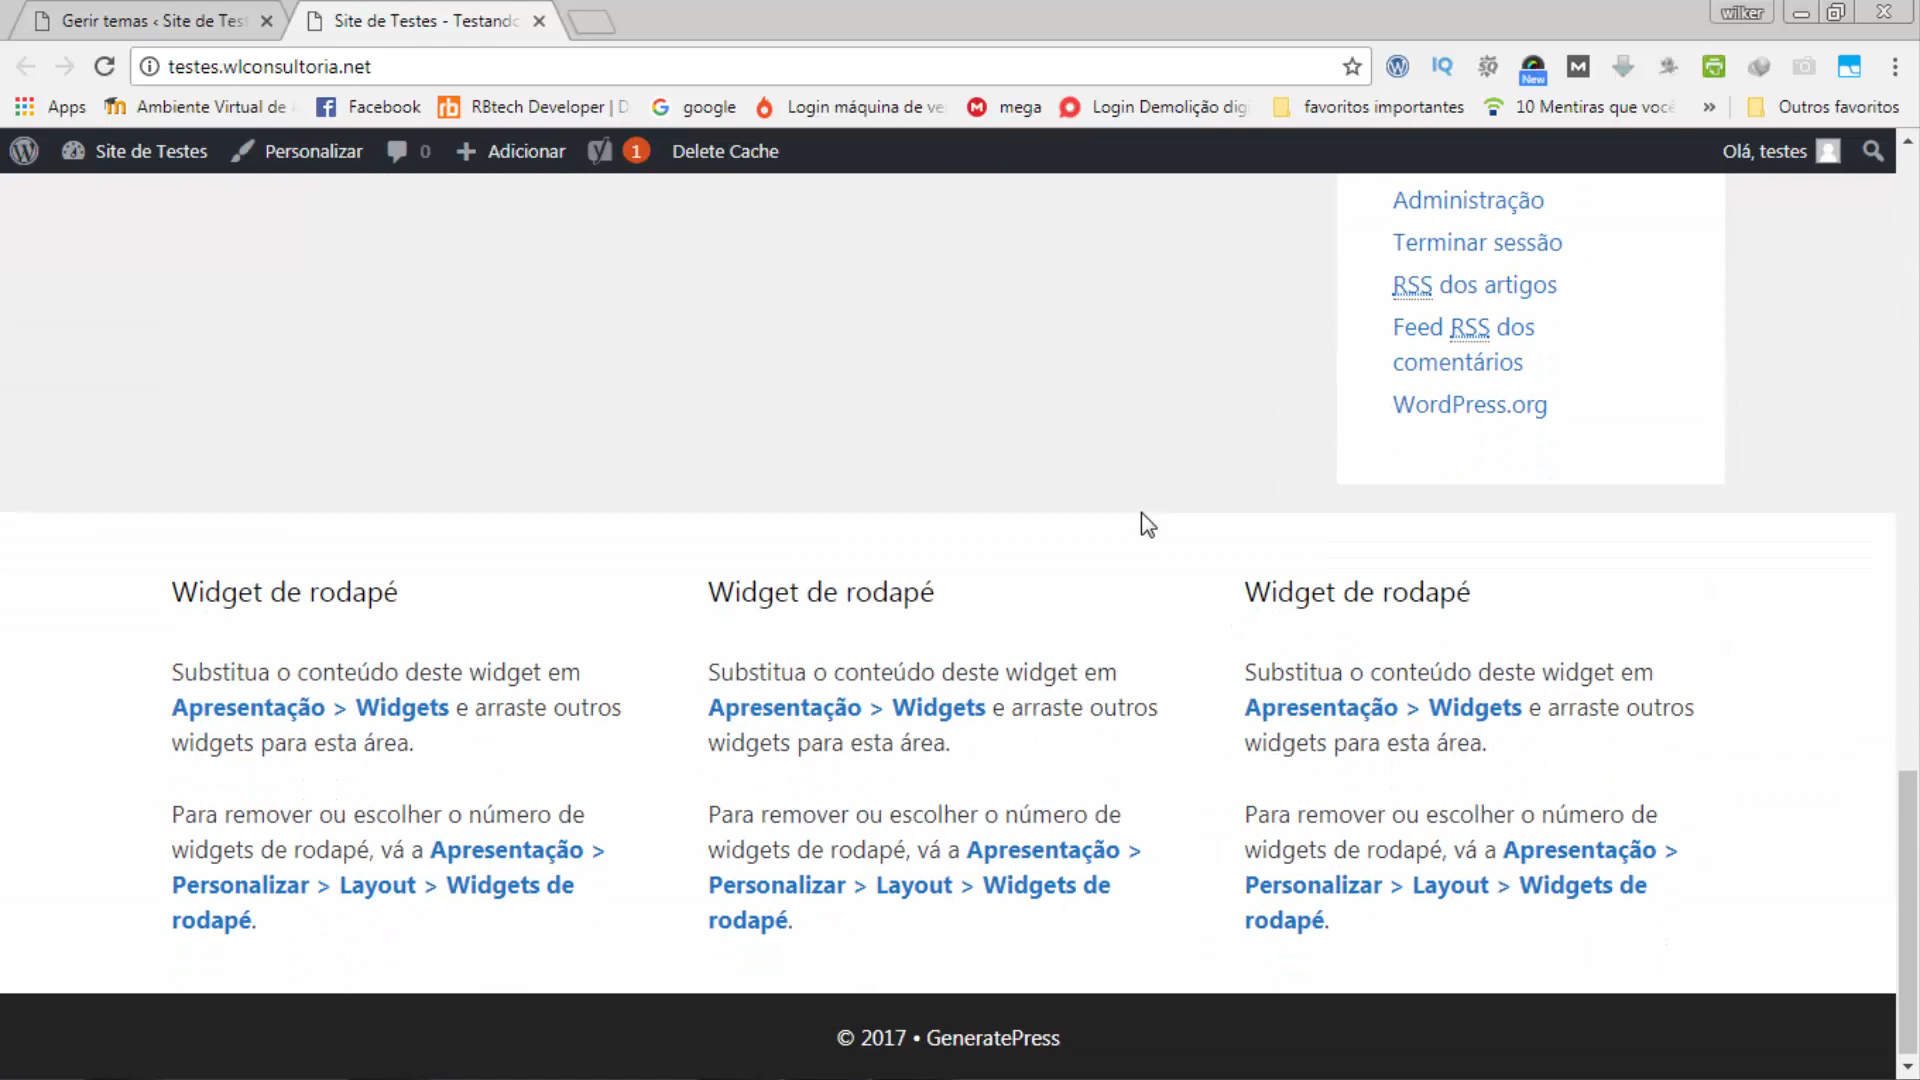 Gerir temas ‹ Site de Tes
Site de Testes - Testando
wilker
testes.wlconsultoria.net
IQ
New
M
Apps
Ambiente Virtual de
Facebook
RBtech Developer | D
google
Login máquina de ve
mega
Login Demolição digi
favoritos importantes
10 Mentiras que você
»
Outros favoritos
Site de Testes
Personalizar
0
Adicionar
1
Delete Cache
Olá, testes
Administração
Terminar sessão
RSS dos artigos
Feed RSS dos
comentários
WordPress.org
Widget de rodapé
Substitua o conteúdo deste widget em
Apresentação > Widgets e arraste outros
widgets para esta área.
Para remover ou escolher o número de
widgets de rodapé, vá a Apresentação >
Personalizar > Layout > Widgets de
rodapé.
Widget de rodapé
Substitua o conteúdo deste widget em
Apresentação > Widgets e arraste outros
widgets para esta área.
Para remover ou escolher o número de
widgets de rodapé, vá a Apresentação >
Personalizar > Layout > Widgets de
rodapé.
Widget de rodapé
Substitua o conteúdo deste widget em
Apresentação > Widgets e arraste outros
widgets para esta área.
Para remover ou escolher o número de
widgets de rodapé, vá a Apresentação >
Personalizar > Layout > Widgets de
rodapé.
© 2017 • GeneratePress